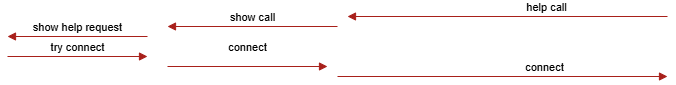 help call
show call
show help request
try connect
connect
connect